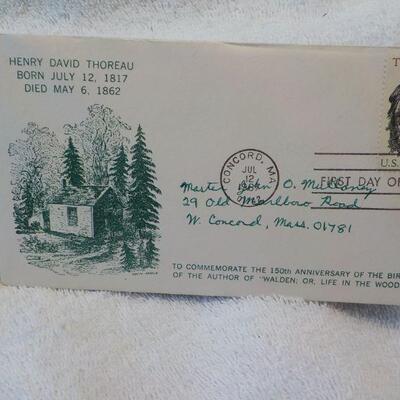 HENRY DAVID THOREAU
BORN JULY 12, 1817
DIED MAY 6, 1862
T
U.S.
CONCORD, MA
JUL
12
FIRST DAY OF
Master John O.
29 Old Marlboro Road
W. Concord, Mass. 01781
TO COMMEMORATE THE 150th ANNIVERSARY OF THE BIR
OF THE AUTHOR OF "WALDEN; OR, LIFE IN THE WOOD